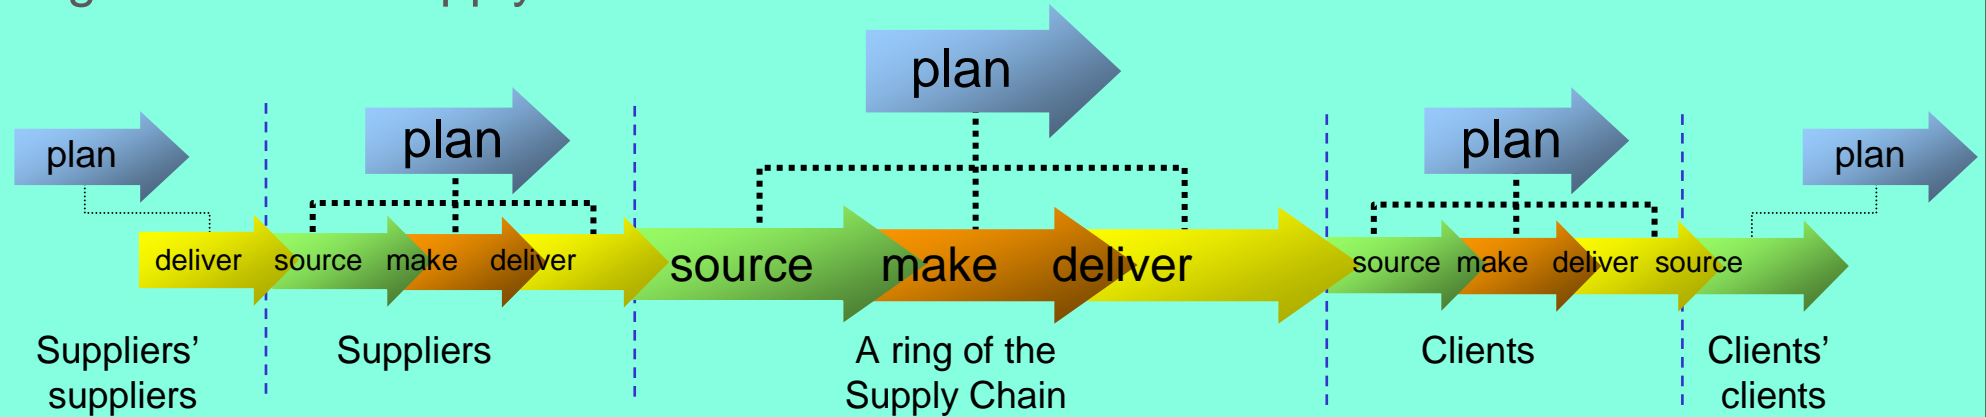 plan
plan
plan
plan
plan
deliver source make deliver source make deliver source make deliver source
Suppliers’
suppliers
Suppliers
A ring of the
Supply Chain
Clients
Clients’
clients